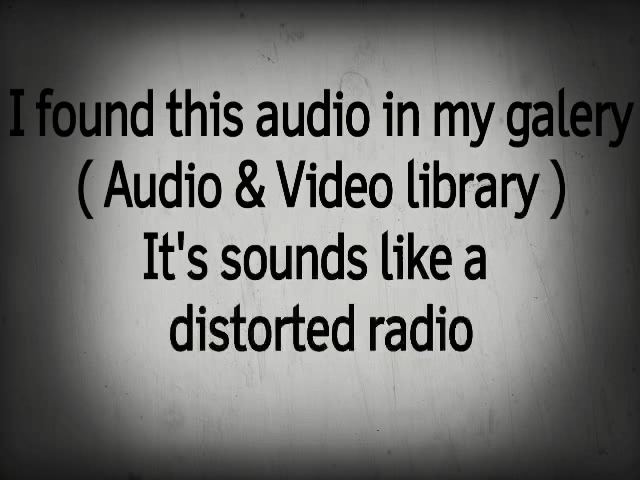 I found this audio in my galery
( Audio & Video library )
It's sounds like a
distorted radio